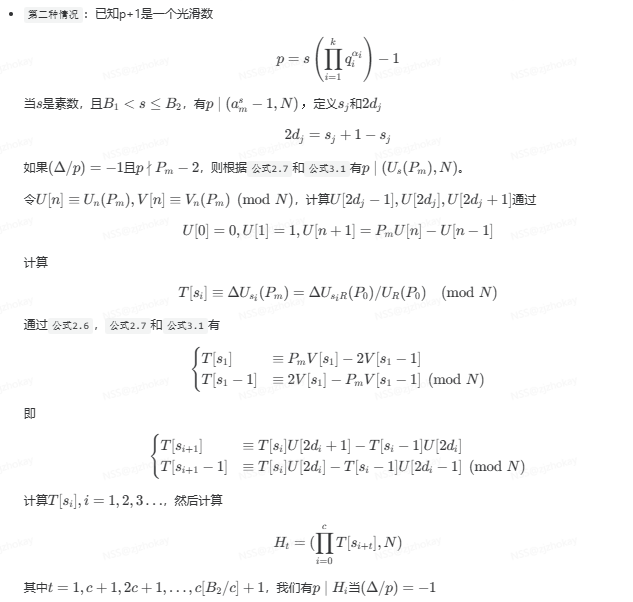 • 第二种情况：已知p+1是一个光滑数
$$p = s\left(\prod_{i=1}^{k} q_i^{\alpha_i}\right) - 1$$
当$s$是素数，且$B_1 < s \leq B_2$，有$p \mid (a_m^s - 1, N)$，定义$s_j$和$2d_j$
$$2d_j = s_j + 1 - s_j$$
如果$(\Delta/p) = -1$且$p \nmid P_m - 2$，则根据 公式2.7 和 公式3.1 有$p \mid (U_s(P_m), N)$。
令$U[n] \equiv U_n(P_m), V[n] \equiv V_n(P_m) \pmod N$，计算$U[2d_j - 1], U[2d_j], U[2d_j + 1]$通过
$$U[0] = 0, U[1] = 1, U[n+1] = P_m U[n] - U[n-1]$$
计算
$$T[s_i] \equiv \Delta U_{s_i}(P_m) = \Delta U_{s_i R}(P_0)/U_R(P_0) \pmod N$$
通过 公式2.6 ， 公式2.7 和 公式3.1 有
$$\begin{cases} T[s_1] & \equiv P_m V[s_1] - 2V[s_1 - 1] \\ T[s_1 - 1] & \equiv 2V[s_1] - P_m V[s_1 - 1] \pmod N \end{cases}$$
即
$$\begin{cases} T[s_{i+1}] & \equiv T[s_i]U[2d_i + 1] - T[s_i - 1]U[2d_i] \\ T[s_{i+1} - 1] & \equiv T[s_i]U[2d_i] - T[s_i - 1]U[2d_i - 1] \pmod N \end{cases}$$
计算$T[s_i], i = 1, 2, 3 \ldots$，然后计算
$$H_t = (\prod_{i=0}^{c} T[s_{i+t}], N)$$
其中$t = 1, c+1, 2c+1, \ldots, c[B_2/c]+1$，我们有$p \mid H_i$当$(\Delta/p) = -1$